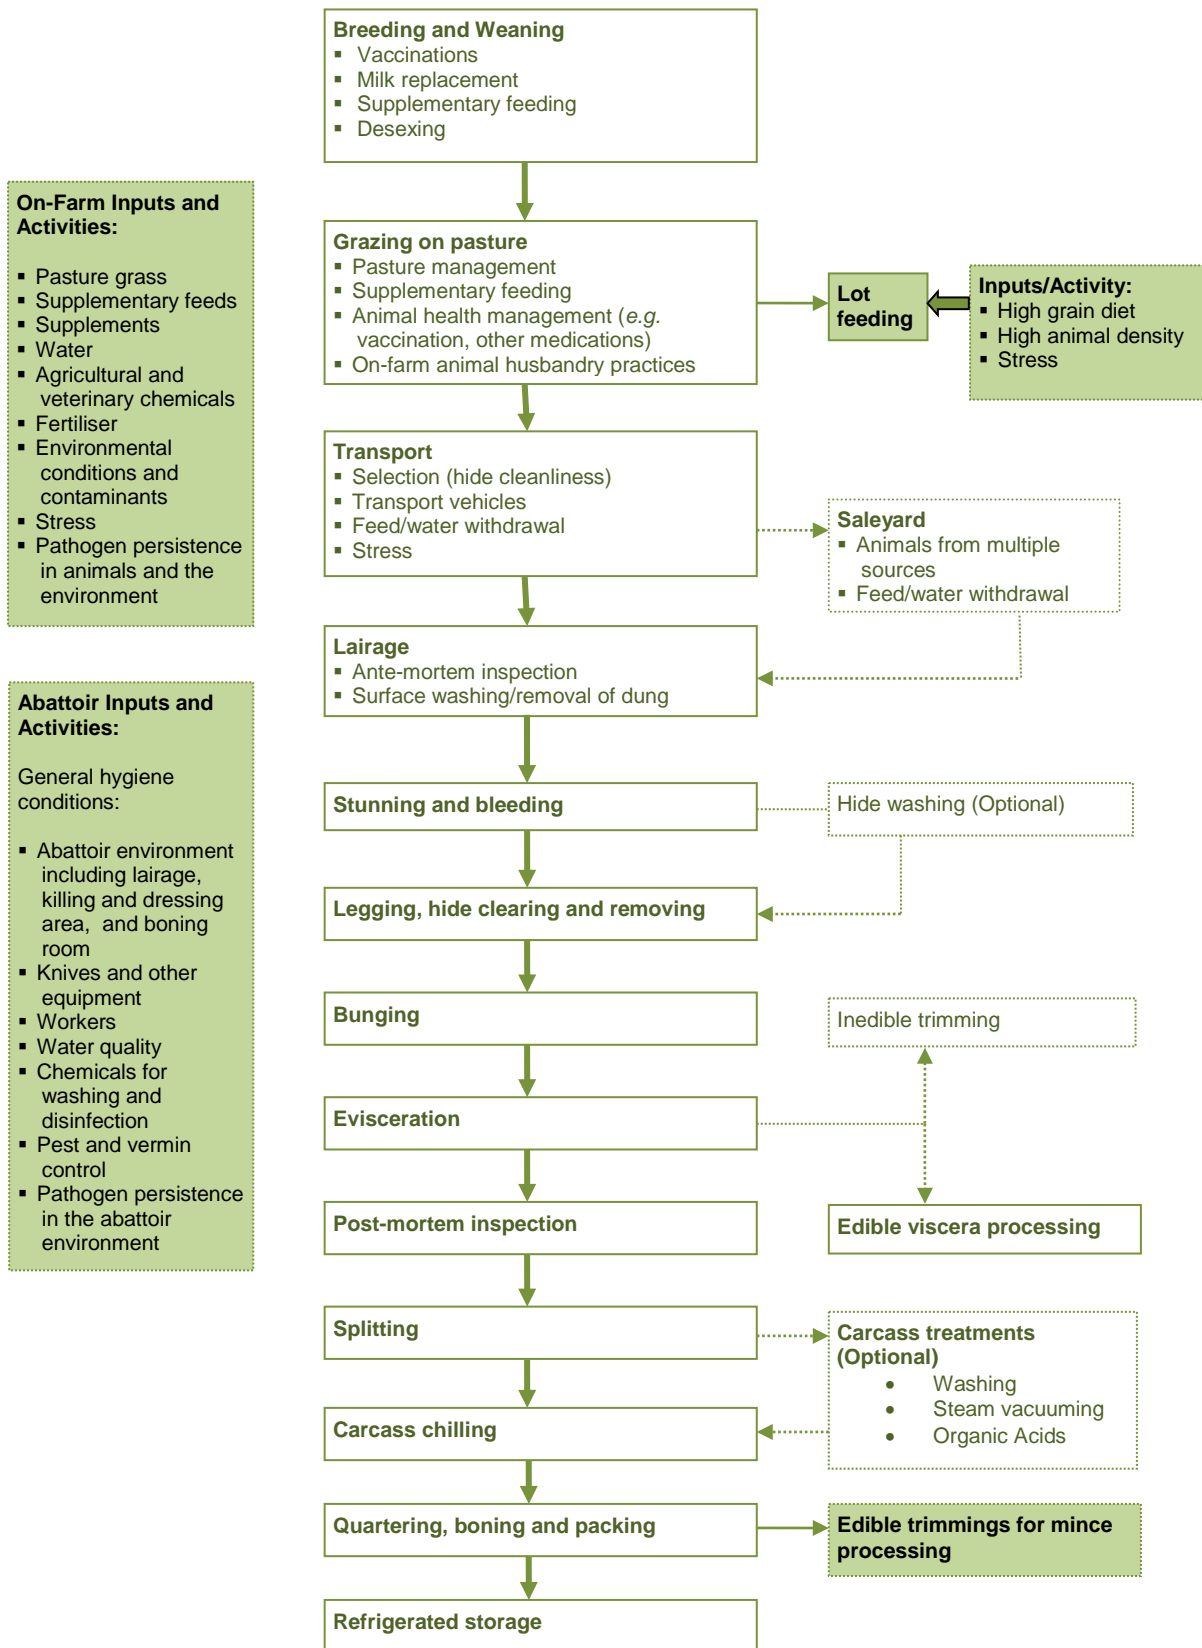 Breeding and Weaning
▪ Vaccinations
▪ Milk replacement
▪ Supplementary feeding
▪ Desexing
On-Farm Inputs and
Activities:
▪ Pasture grass
▪ Supplementary feeds
▪ Supplements
▪ Water
▪ Agricultural and
veterinary chemicals
▪ Fertiliser
▪ Environmental
conditions and
contaminants
▪ Stress
▪ Pathogen persistence
in animals and the
environment
Grazing on pasture
▪ Pasture management
▪ Supplementary feeding
▪ Animal health management (e.g.
vaccination, other medications)
▪ On-farm animal husbandry practices
Lot
feeding
Inputs/Activity:
▪ High grain diet
▪ High animal density
▪ Stress
Transport
▪ Selection (hide cleanliness)
▪ Transport vehicles
▪ Feed/water withdrawal
▪ Stress
Saleyard
▪ Animals from multiple
sources
▪ Feed/water withdrawal
Lairage
▪ Ante-mortem inspection
▪ Surface washing/removal of dung
Abattoir Inputs and
Activities:
General hygiene
conditions:
▪ Abattoir environment
including lairage,
killing and dressing
area, and boning
room
▪ Knives and other
equipment
▪ Workers
▪ Water quality
▪ Chemicals for
washing and
disinfection
▪ Pest and vermin
control
▪ Pathogen persistence
in the abattoir
environment
Stunning and bleeding
Hide washing (Optional)
Legging, hide clearing and removing
Bunging
Inedible trimming
Evisceration
Post-mortem inspection
Edible viscera processing
Splitting
Carcass treatments
(Optional)
• Washing
• Steam vacuuming
• Organic Acids
Carcass chilling
Quartering, boning and packing
Edible trimmings for mince
processing
Refrigerated storage